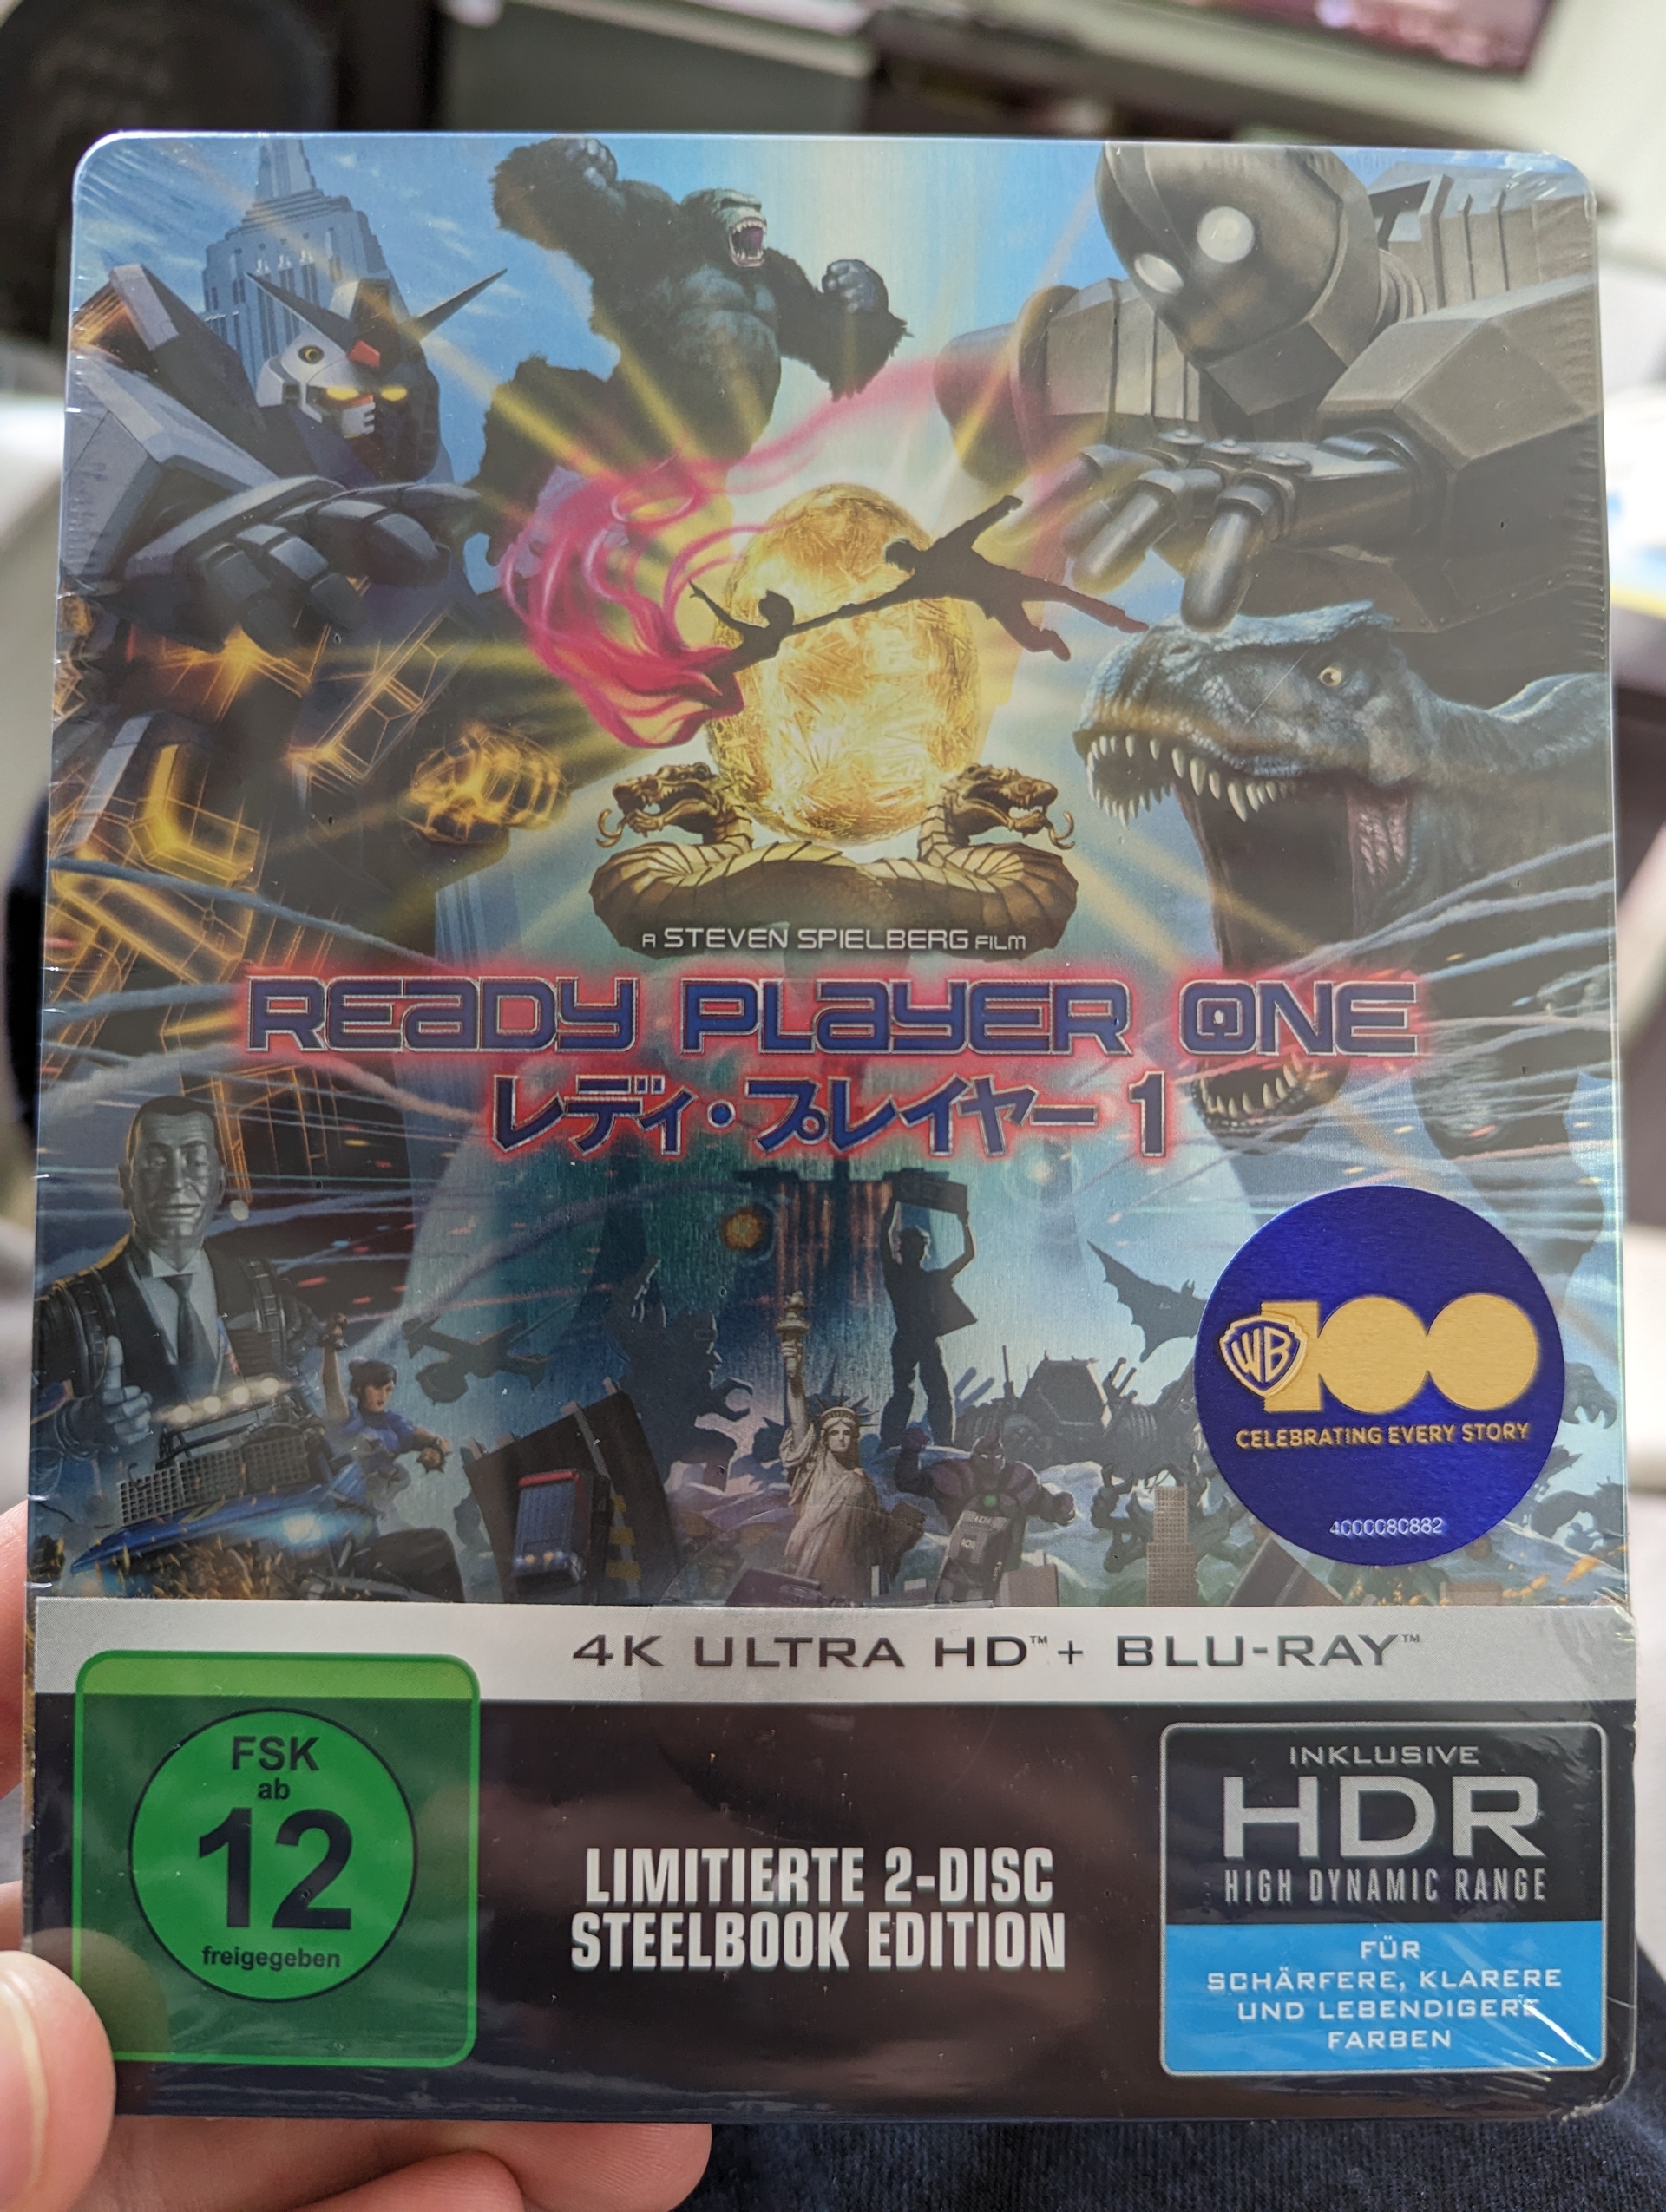 A STEVEN SPIELBERG FILM
READY PLAYER ONE
レディ・プレイヤー1
WB 100
CELEBRATING EVERY STORY
4000080882
4K ULTRA HD™ + BLU-RAY™
FSK
ab
12
freigegeben
LIMITIERTE 2-DISC
STEELBOOK EDITION
INKLUSIVE
HDR
HIGH DYNAMIC RANGE
FÜR
SCHÄRFERE, KLARERE
UND LEBENDIGERE
FARBEN